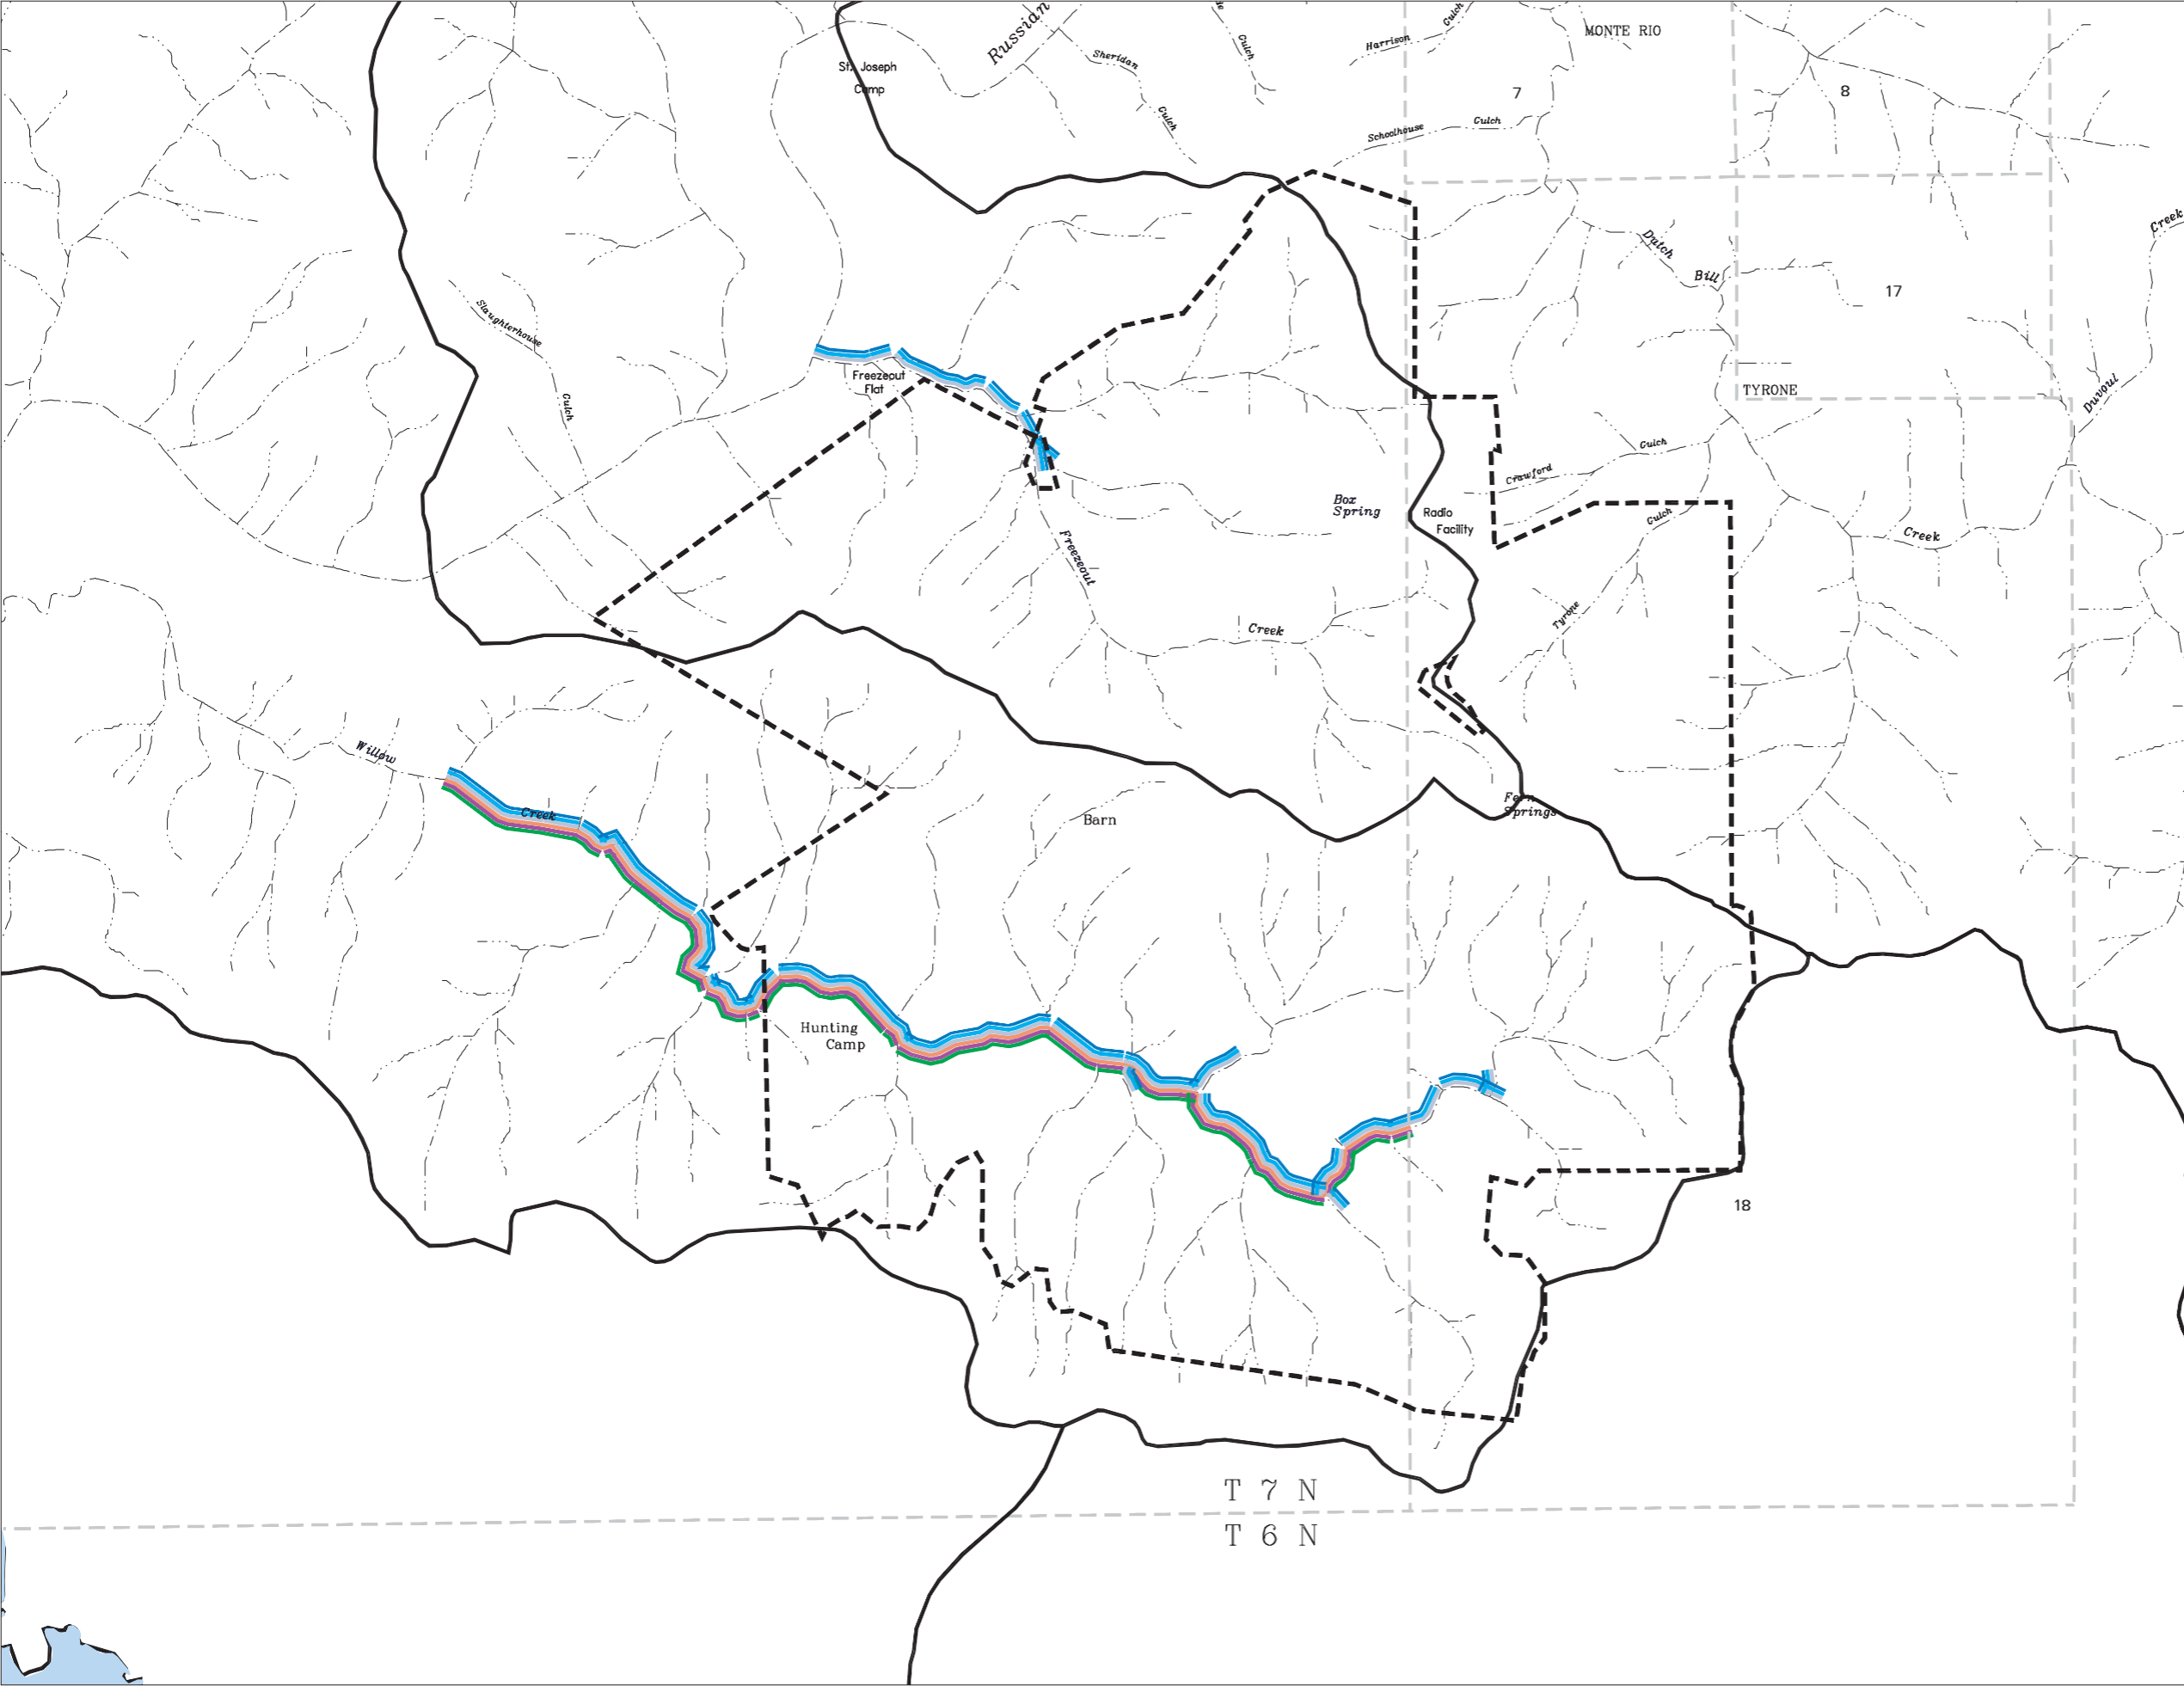 MONTE RIO
Russian
Gulch
Harrison
Gulch
Sheridan
Gulch
St. Joseph
Camp
7
8
Schoolhouse
Gulch
Creek
Dutch
Bill
17
Slaughterhouse
Gulch
Freezeout
Flat
TYRONE
Duvoul
Gulch
Crawford
Box
Spring
Radio
Facility
Gulch
Creek
Freezeout
Tyrone
Creek
Willow
Creek
Barn
Fern
Springs
Hunting
Camp
18
T 7 N
T 6 N